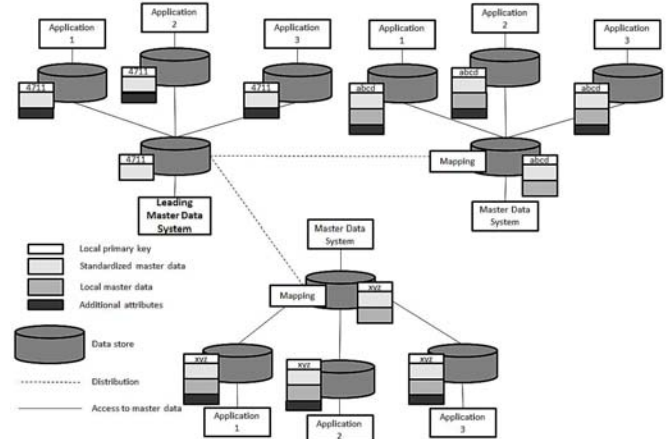 Application
1
Application
2
Application
3
Application
1
Application
2
Application
3
4711
4711
4711
abcd
abcd
abcd
4711
Mapping
abcd
Leading
Master Data
System
Master Data
System
Local primary key
Standardized master data
Local master data
Additional attributes
Data store
Distribution
Access to master data
Master Data
System
Mapping
xyz
xyz
xyz
xyz
Application
1
Application
2
Application
3